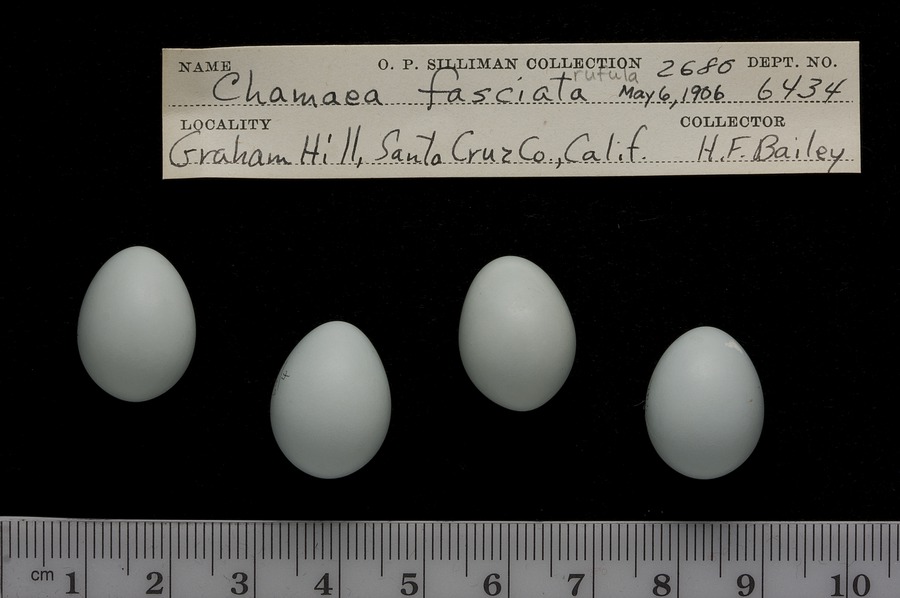 NAME O. P. SILLIMAN COLLECTION 2680 DEPT. NO.
rufula
Chamaea fasciata May 6, 1906 6434
LOCALITY COLLECTOR
Graham Hill, Santa Cruz Co., Calif. H. F. Bailey
cm 1 2 3 4 5 6 7 8 9 10